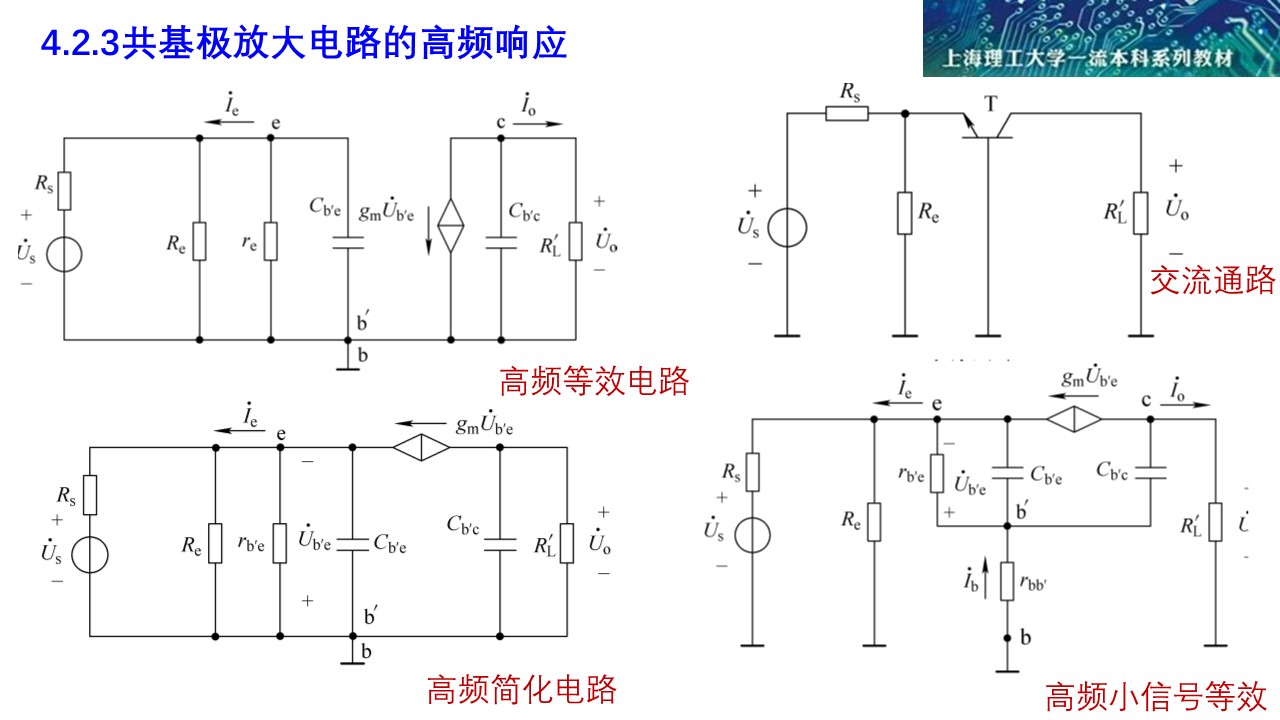 4.2.3共基极放大电路的高频响应
上海理工大学一流本科系列教材
İe
e
c
İo
Rs
+
U̇s
−
Re
re
Cb′e
gmU̇b′e
Cb′c
R′L
+
U̇o
−
b′
b
高频等效电路
Rs
T
+
U̇s
−
Re
R′L
+
U̇o
−
交流通路
İe
e
gmU̇b′e
Rs
+
U̇s
−
Re
rb′e
−
U̇b′e
+
Cb′e
Cb′c
R′L
+
U̇o
−
b′
b
高频简化电路
İe
e
gmU̇b′e
c
İo
Rs
+
U̇s
−
Re
rb′e
−
U̇b′e
+
Cb′e
Cb′c
R′L
b′
İb
rbb′
b
高频小信号等效